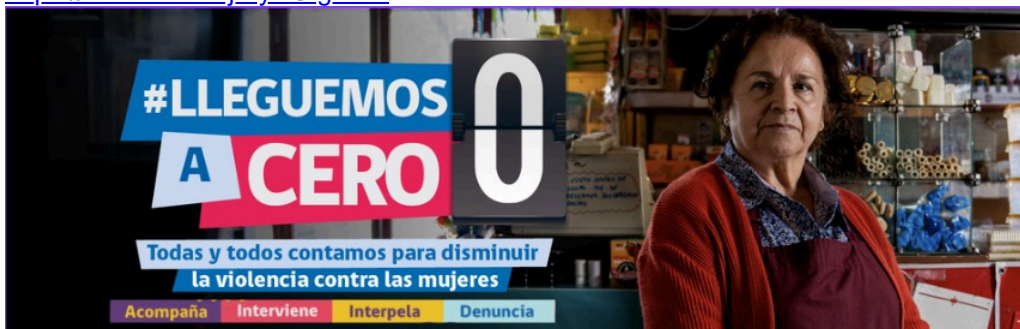 #LLEGUEMOS
A CERO
0
Todas y todos contamos para disminuir
la violencia contra las mujeres
Acompaña Interviene Interpela Denuncia